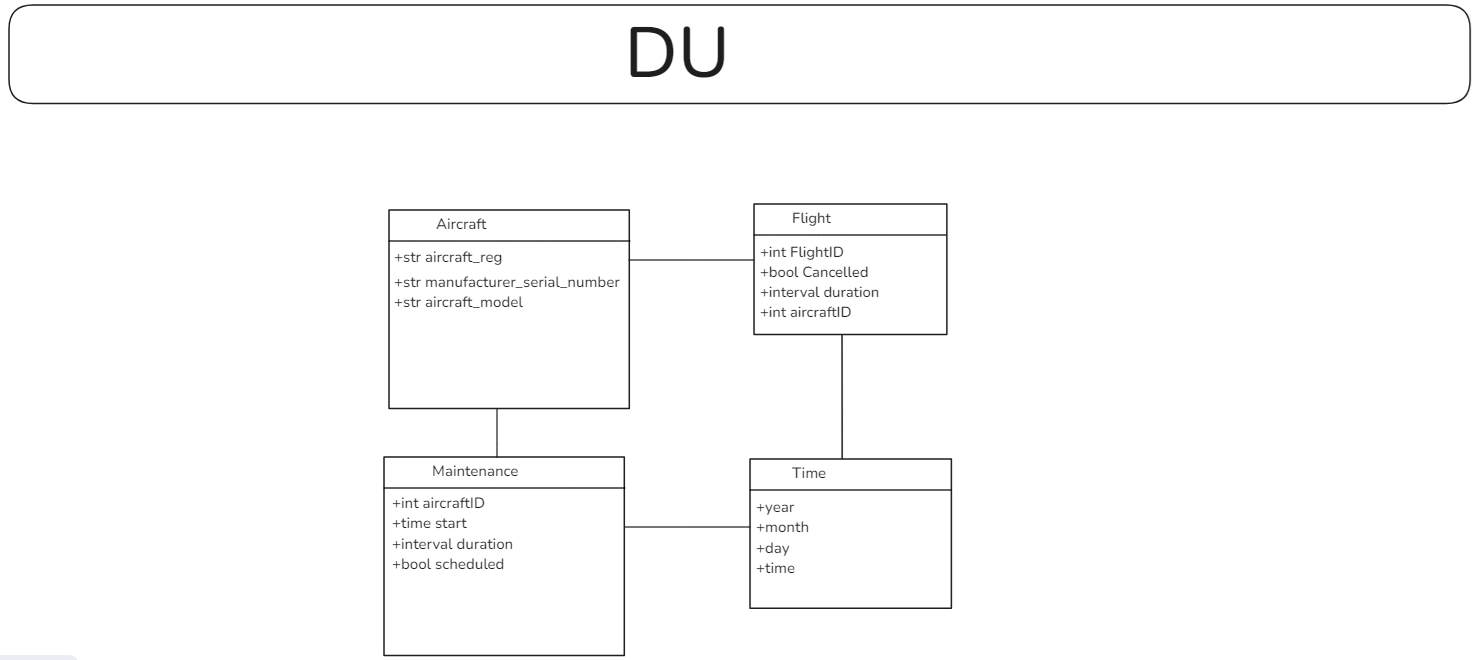 DU
Aircraft
+str aircraft_reg
+str manufacturer_serial_number
+str aircraft_model
Flight
+int FlightID
+bool Cancelled
+interval duration
+int aircraftID
Maintenance
+int aircraftID
+time start
+interval duration
+bool scheduled
Time
+year
+month
+day
+time